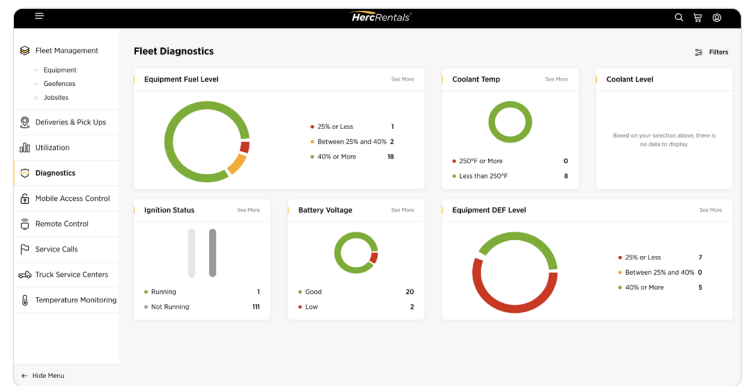 HercRentals
Fleet Management
Equipment
Geofences
Jobsites
Deliveries & Pick Ups
Utilization
Diagnostics
Mobile Access Control
Remote Control
Service Calls
Truck Service Centers
Temperature Monitoring
Hide Menu
Fleet Diagnostics
Filters
Equipment Fuel Level See More
25% or Less 1
Between 25% and 40% 2
40% or More 18
Coolant Temp See More
250°F or More 0
Less than 250°F 8
Coolant Level
Based on your selection above, there is
no data to display.
Ignition Status See More
Running 1
Not Running 111
Battery Voltage See More
Good 20
Low 2
Equipment DEF Level See More
25% or Less 7
Between 25% and 40% 0
40% or More 5